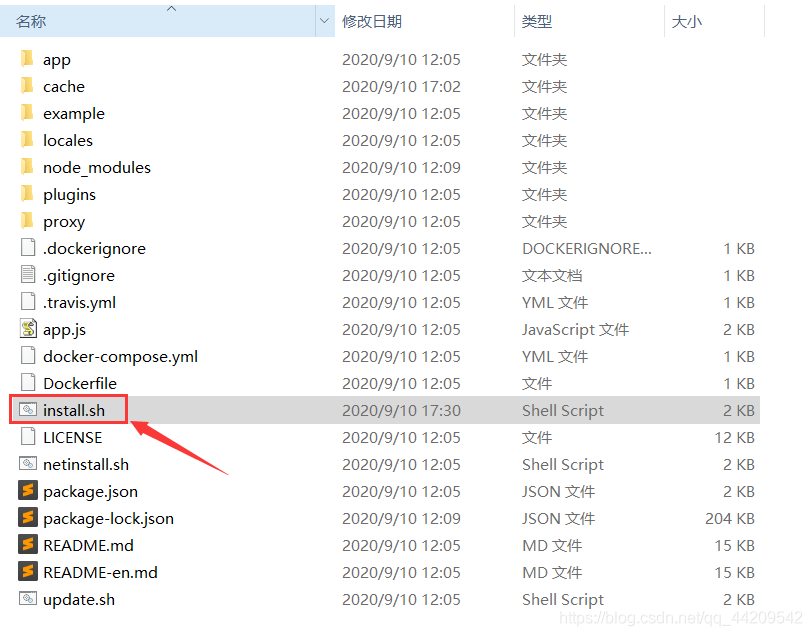 名称 修改日期 类型 大小
app 2020/9/10 12:05 文件夹
cache 2020/9/10 17:02 文件夹
example 2020/9/10 12:05 文件夹
locales 2020/9/10 12:05 文件夹
node_modules 2020/9/10 12:09 文件夹
plugins 2020/9/10 12:05 文件夹
proxy 2020/9/10 12:05 文件夹
.dockerignore 2020/9/10 12:05 DOCKERIGNORE... 1 KB
.gitignore 2020/9/10 12:05 文本文档 1 KB
.travis.yml 2020/9/10 12:05 YML 文件 1 KB
app.js 2020/9/10 12:05 JavaScript 文件 2 KB
docker-compose.yml 2020/9/10 12:05 YML 文件 1 KB
Dockerfile 2020/9/10 12:05 文件 1 KB
install.sh 2020/9/10 17:30 Shell Script 2 KB
LICENSE 2020/9/10 12:05 文件 12 KB
netinstall.sh 2020/9/10 12:05 Shell Script 2 KB
package.json 2020/9/10 12:05 JSON 文件 2 KB
package-lock.json 2020/9/10 12:09 JSON 文件 204 KB
README.md 2020/9/10 12:05 MD 文件 15 KB
README-en.md 2020/9/10 12:05 MD 文件 15 KB
update.sh 2020/9/10 12:05 Shell Script 2 KB
https://blog.csdn.net/qq_44209542